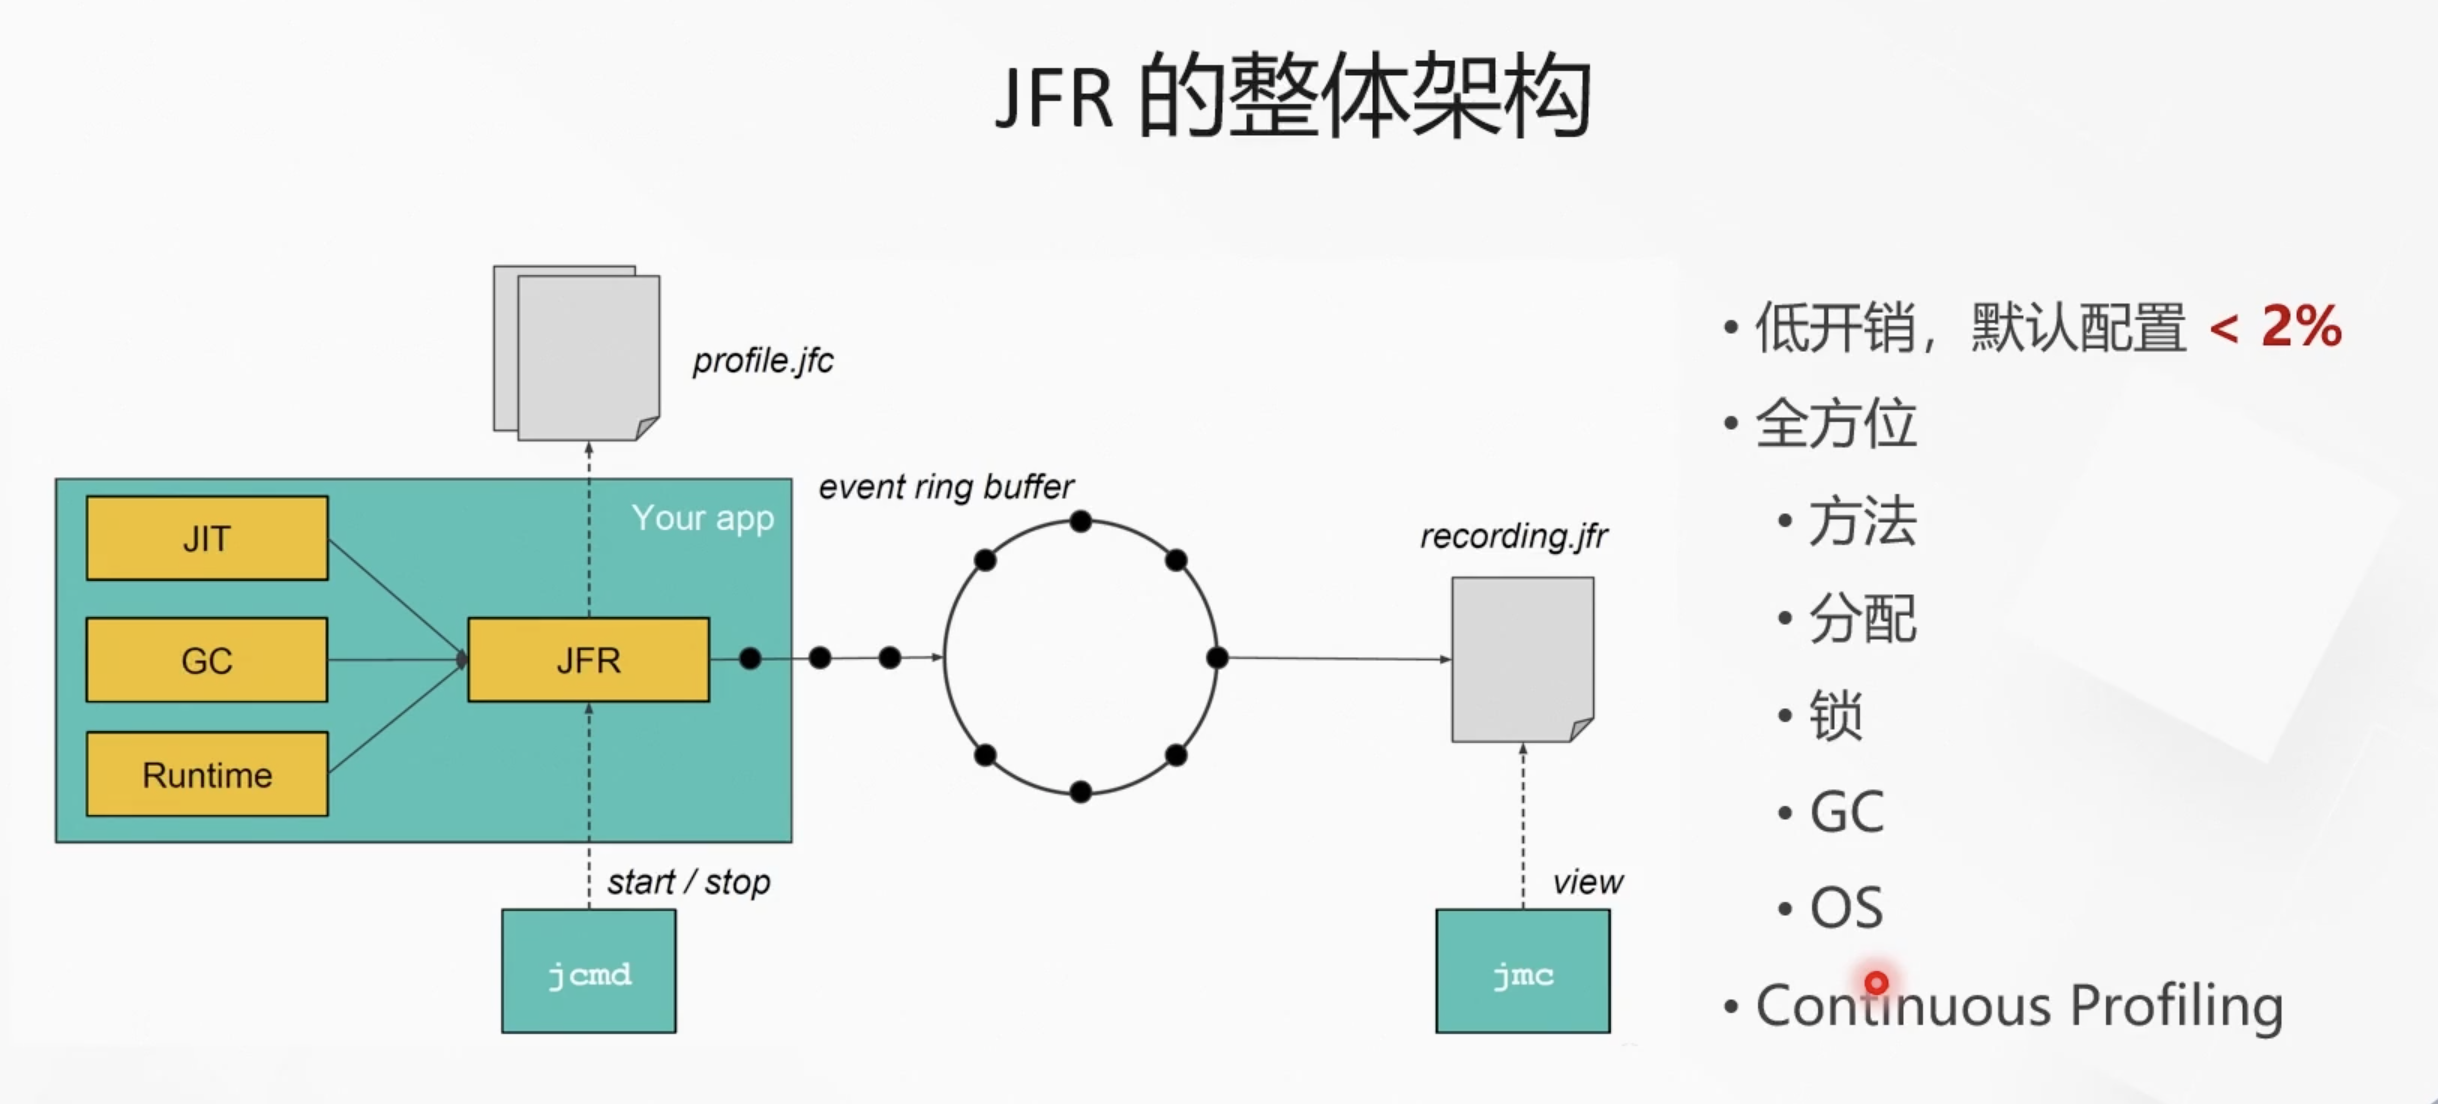 JFR 的整体架构
profile.jfc
Your app
JIT
GC
Runtime
JFR
event ring buffer
recording.jfr
start / stop
jcmd
view
jmc
• 低开销，默认配置 < 2%
• 全方位
• 方法
• 分配
• 锁
• GC
• OS
• Continuous Profiling